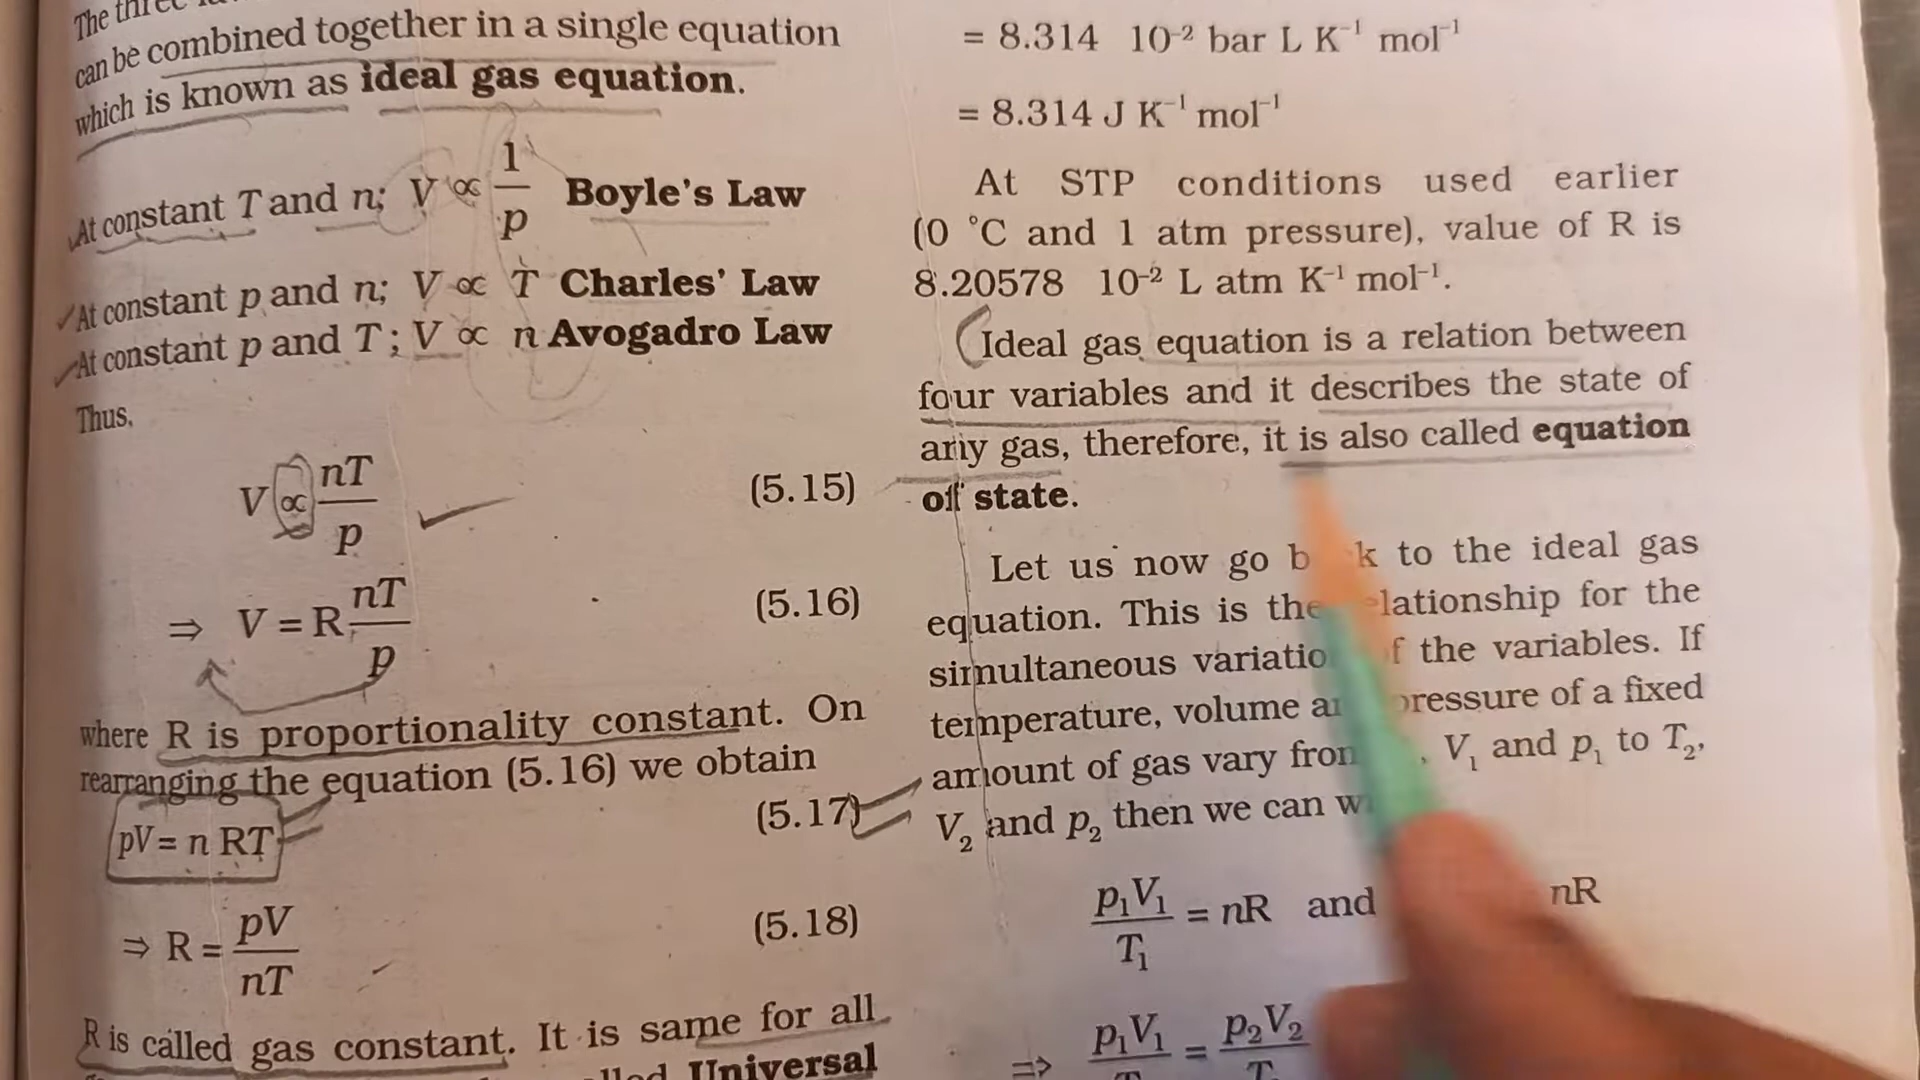 The three
can be combined together in a single equation
which is known as ideal gas equation.
At constant T and n; V ∝ 1/p Boyle's Law
At constant p and n; V ∝ T Charles' Law
At constant p and T ; V ∝ n Avogadro Law
Thus,
V ∝ nT/p (5.15)
⇒ V = R nT/p (5.16)
where R is proportionality constant. On
rearranging the equation (5.16) we obtain
pV = n RT (5.17)
⇒ R = pV/nT (5.18)
R is called gas constant. It is same for all
Universal
= 8.314 10⁻² bar L K⁻¹ mol⁻¹
= 8.314 J K⁻¹ mol⁻¹
At STP conditions used earlier
(0 °C and 1 atm pressure), value of R is
8.20578 10⁻² L atm K⁻¹ mol⁻¹.
Ideal gas equation is a relation between
four variables and it describes the state of
any gas, therefore, it is also called equation
of state.
Let us now go to the ideal gas
equation. This is the for the
simultaneous the variables. If
temperature, volume pressure of a fixed
amount of gas vary V₁ and p₁ to T₂,
V₂ and p₂ then we can
p₁V₁/T₁ = nR and nR
⇒ p₁V₁/T = p₂V₂/T